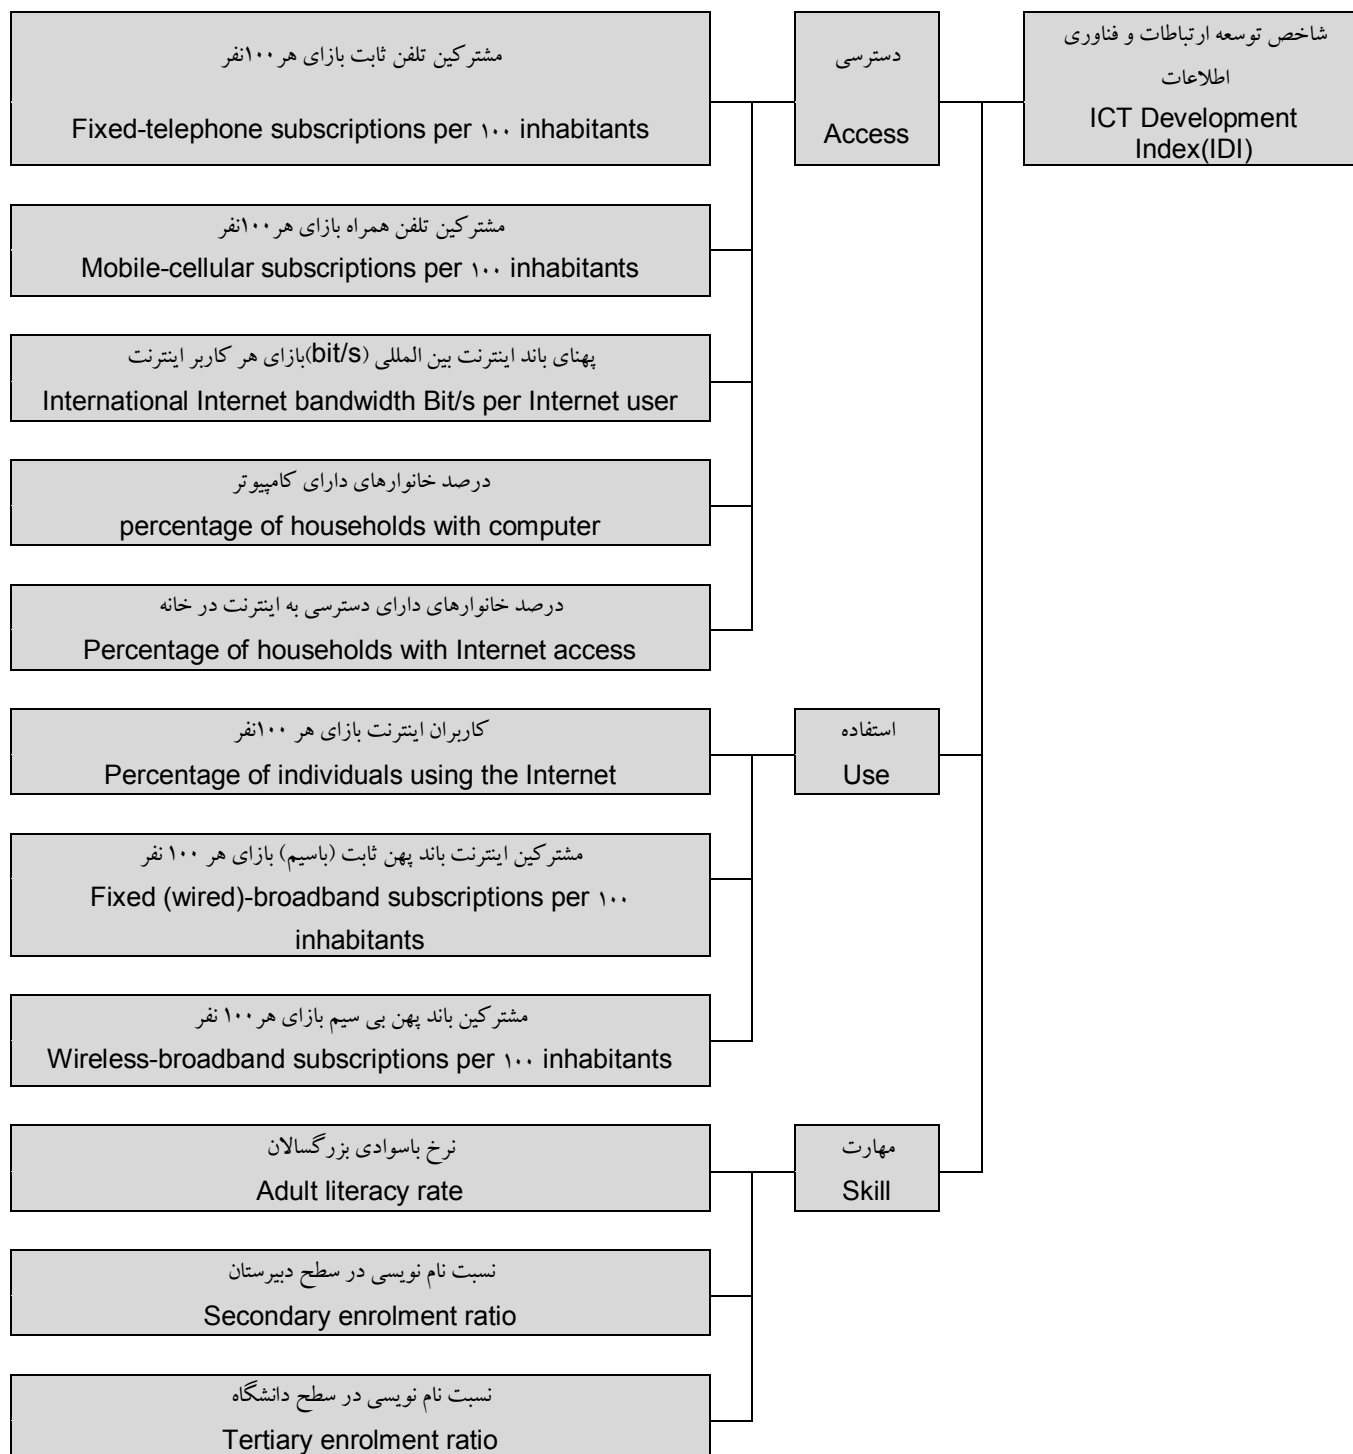 شاخص توسعه ارتباطات و فناوری
اطلاعات
ICT Development
Index(IDI)
دسترسی
Access
مشترکین تلفن ثابت بازای هر ۱۰۰نفر
Fixed-telephone subscriptions per ۱۰۰ inhabitants
مشترکین تلفن همراه بازای هر ۱۰۰نفر
Mobile-cellular subscriptions per ۱۰۰ inhabitants
پهنای باند اینترنت بین المللی (bit/s)بازای هر کاربر اینترنت
International Internet bandwidth Bit/s per Internet user
درصد خانوارهای دارای کامپیوتر
percentage of households with computer
درصد خانوارهای دارای دسترسی به اینترنت در خانه
Percentage of households with Internet access
استفاده
Use
کاربران اینترنت بازای هر ۱۰۰نفر
Percentage of individuals using the Internet
مشترکین اینترنت باند پهن ثابت (باسیم) بازای هر ۱۰۰ نفر
Fixed (wired)-broadband subscriptions per ۱۰۰
inhabitants
مشترکین باند پهن بی سیم بازای هر ۱۰۰ نفر
Wireless-broadband subscriptions per ۱۰۰ inhabitants
مهارت
Skill
نرخ باسوادی بزرگسالان
Adult literacy rate
نسبت نام نویسی در سطح دبیرستان
Secondary enrolment ratio
نسبت نام نویسی در سطح دانشگاه
Tertiary enrolment ratio